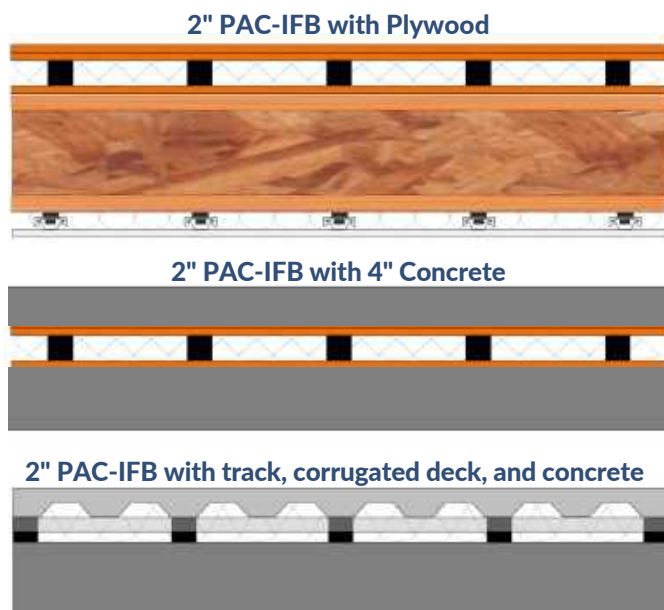 2" PAC-IFB with Plywood
2" PAC-IFB with 4" Concrete
2" PAC-IFB with track, corrugated deck, and concrete